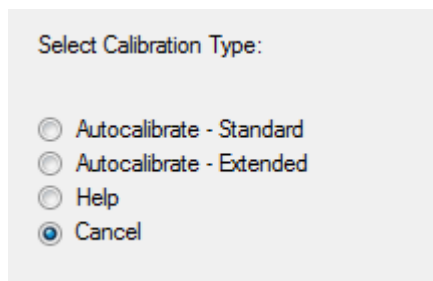 Select Calibration Type:
Autocalibrate - Standard
Autocalibrate - Extended
Help
Cancel